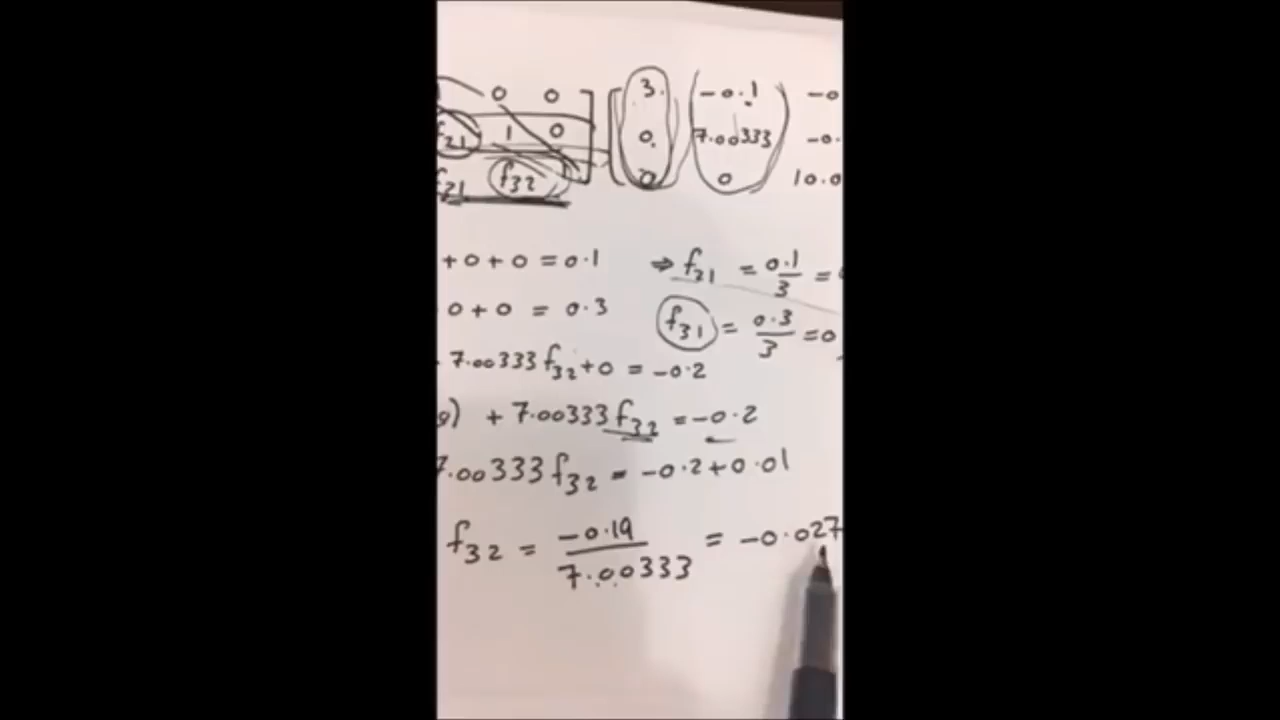 0 0 3. -0.1 -0
f21 1 0 0. 7.00333 -0.
f21 f32 0 0 10.0
+0+0 = 0.1 ⇒ f21 = 0.1/3 =
0+0 = 0.3 f31 = 0.3/3 = 0
7.00333 f32 +0 = -0.2
) + 7.00333 f32 = -0.2
7.00333 f32 = -0.2+0.01
f32 = -0.19/7.00333 = -0.027